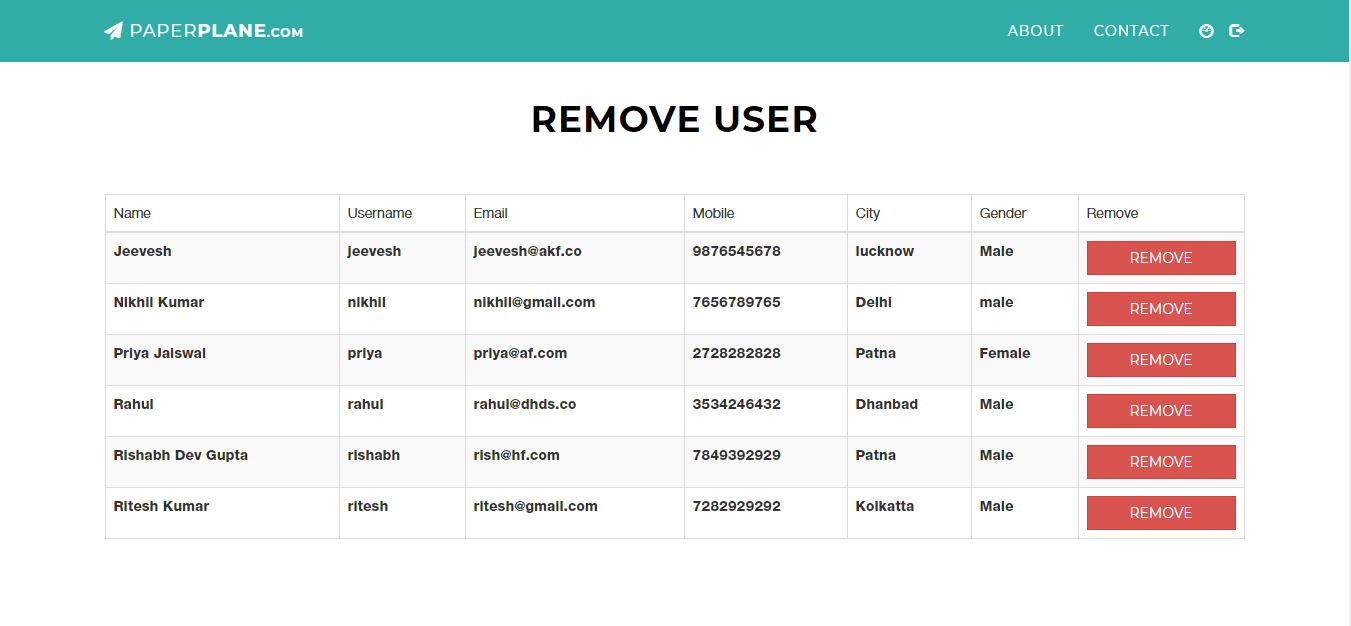 PAPERPLANE.COM ABOUT CONTACT
REMOVE USER
Name Username Email Mobile City Gender Remove
Jeevesh jeevesh jeevesh@akf.co 9876545678 lucknow Male REMOVE
Nikhil Kumar nikhil nikhil@gmail.com 7656789765 Delhi male REMOVE
Priya Jaiswal priya priya@af.com 2728282828 Patna Female REMOVE
Rahul rahul rahul@dhds.co 3534246432 Dhanbad Male REMOVE
Rishabh Dev Gupta rishabh rish@hf.com 7849392929 Patna Male REMOVE
Ritesh Kumar ritesh ritesh@gmail.com 7282929292 Kolkatta Male REMOVE